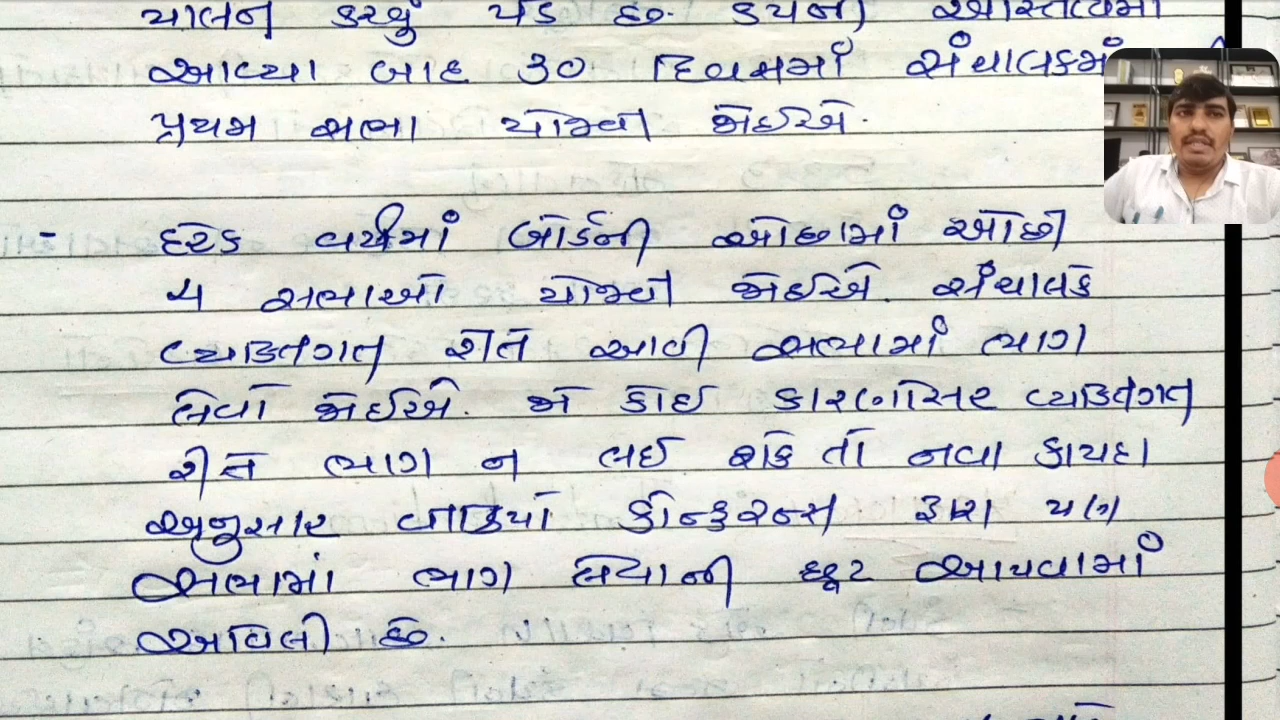 પાલન કરવું પડે છે. કંપની અસ્તિત્વમાં
આવ્યા બાદ 30 દિવસમાં સંચાલકમં
પ્રથમ સભા યોજવી જોઈએ.
- દરેક વર્ષમાં બોર્ડની ઓછામાં ઓછી
4 સભાઓ યોજવી જોઈએ. સંચાલકે
વ્યક્તિગત રીતે આવી સભામાં ભાગ
લેવો જોઈએ. જો કોઈ કારણોસર વ્યક્તિગત
રીતે ભાગ ન લઈ શકે તો નવા કાયદા
અનુસાર વીડિયો કોન્ફરન્સ દ્વારા પણ
સભામાં ભાગ લેવાની છૂટ આપવામાં
આવેલી છે.